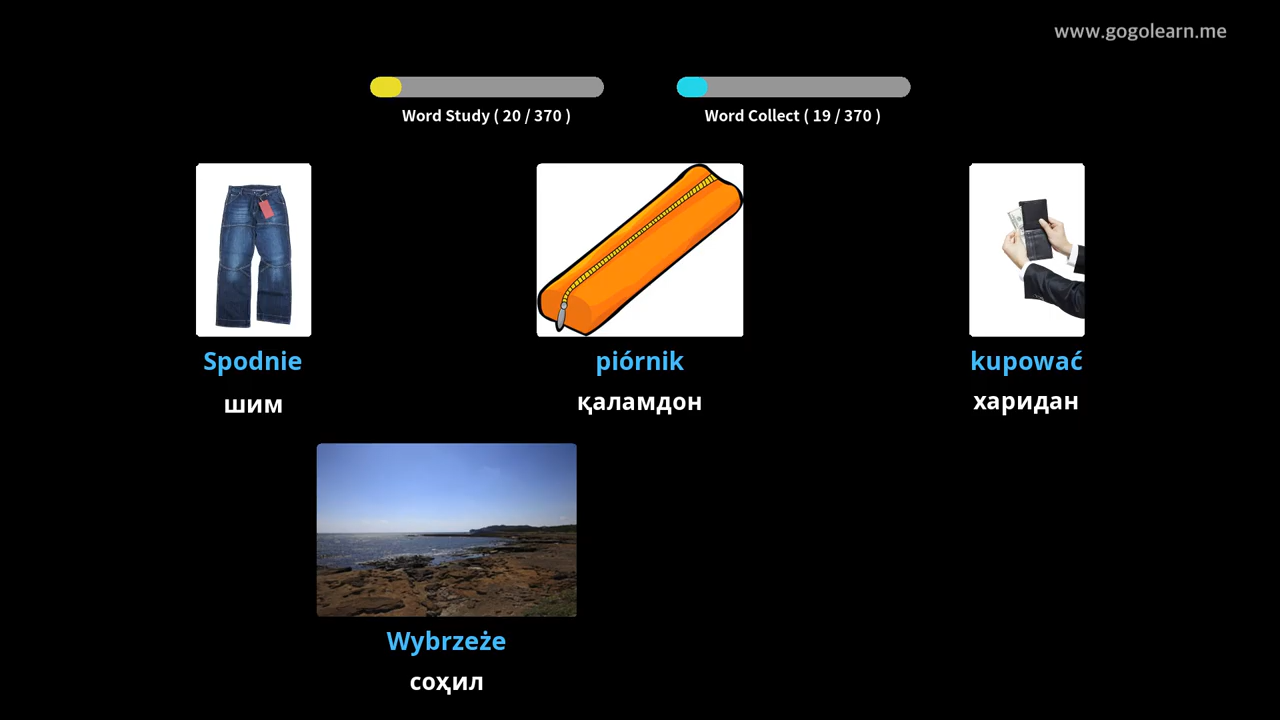 www.gogolearn.me
Word Study ( 20 / 370 )
Word Collect ( 19 / 370 )
Spodnie
шим
piórnik
қаламдон
kupować
харидан
Wybrzeże
соҳил